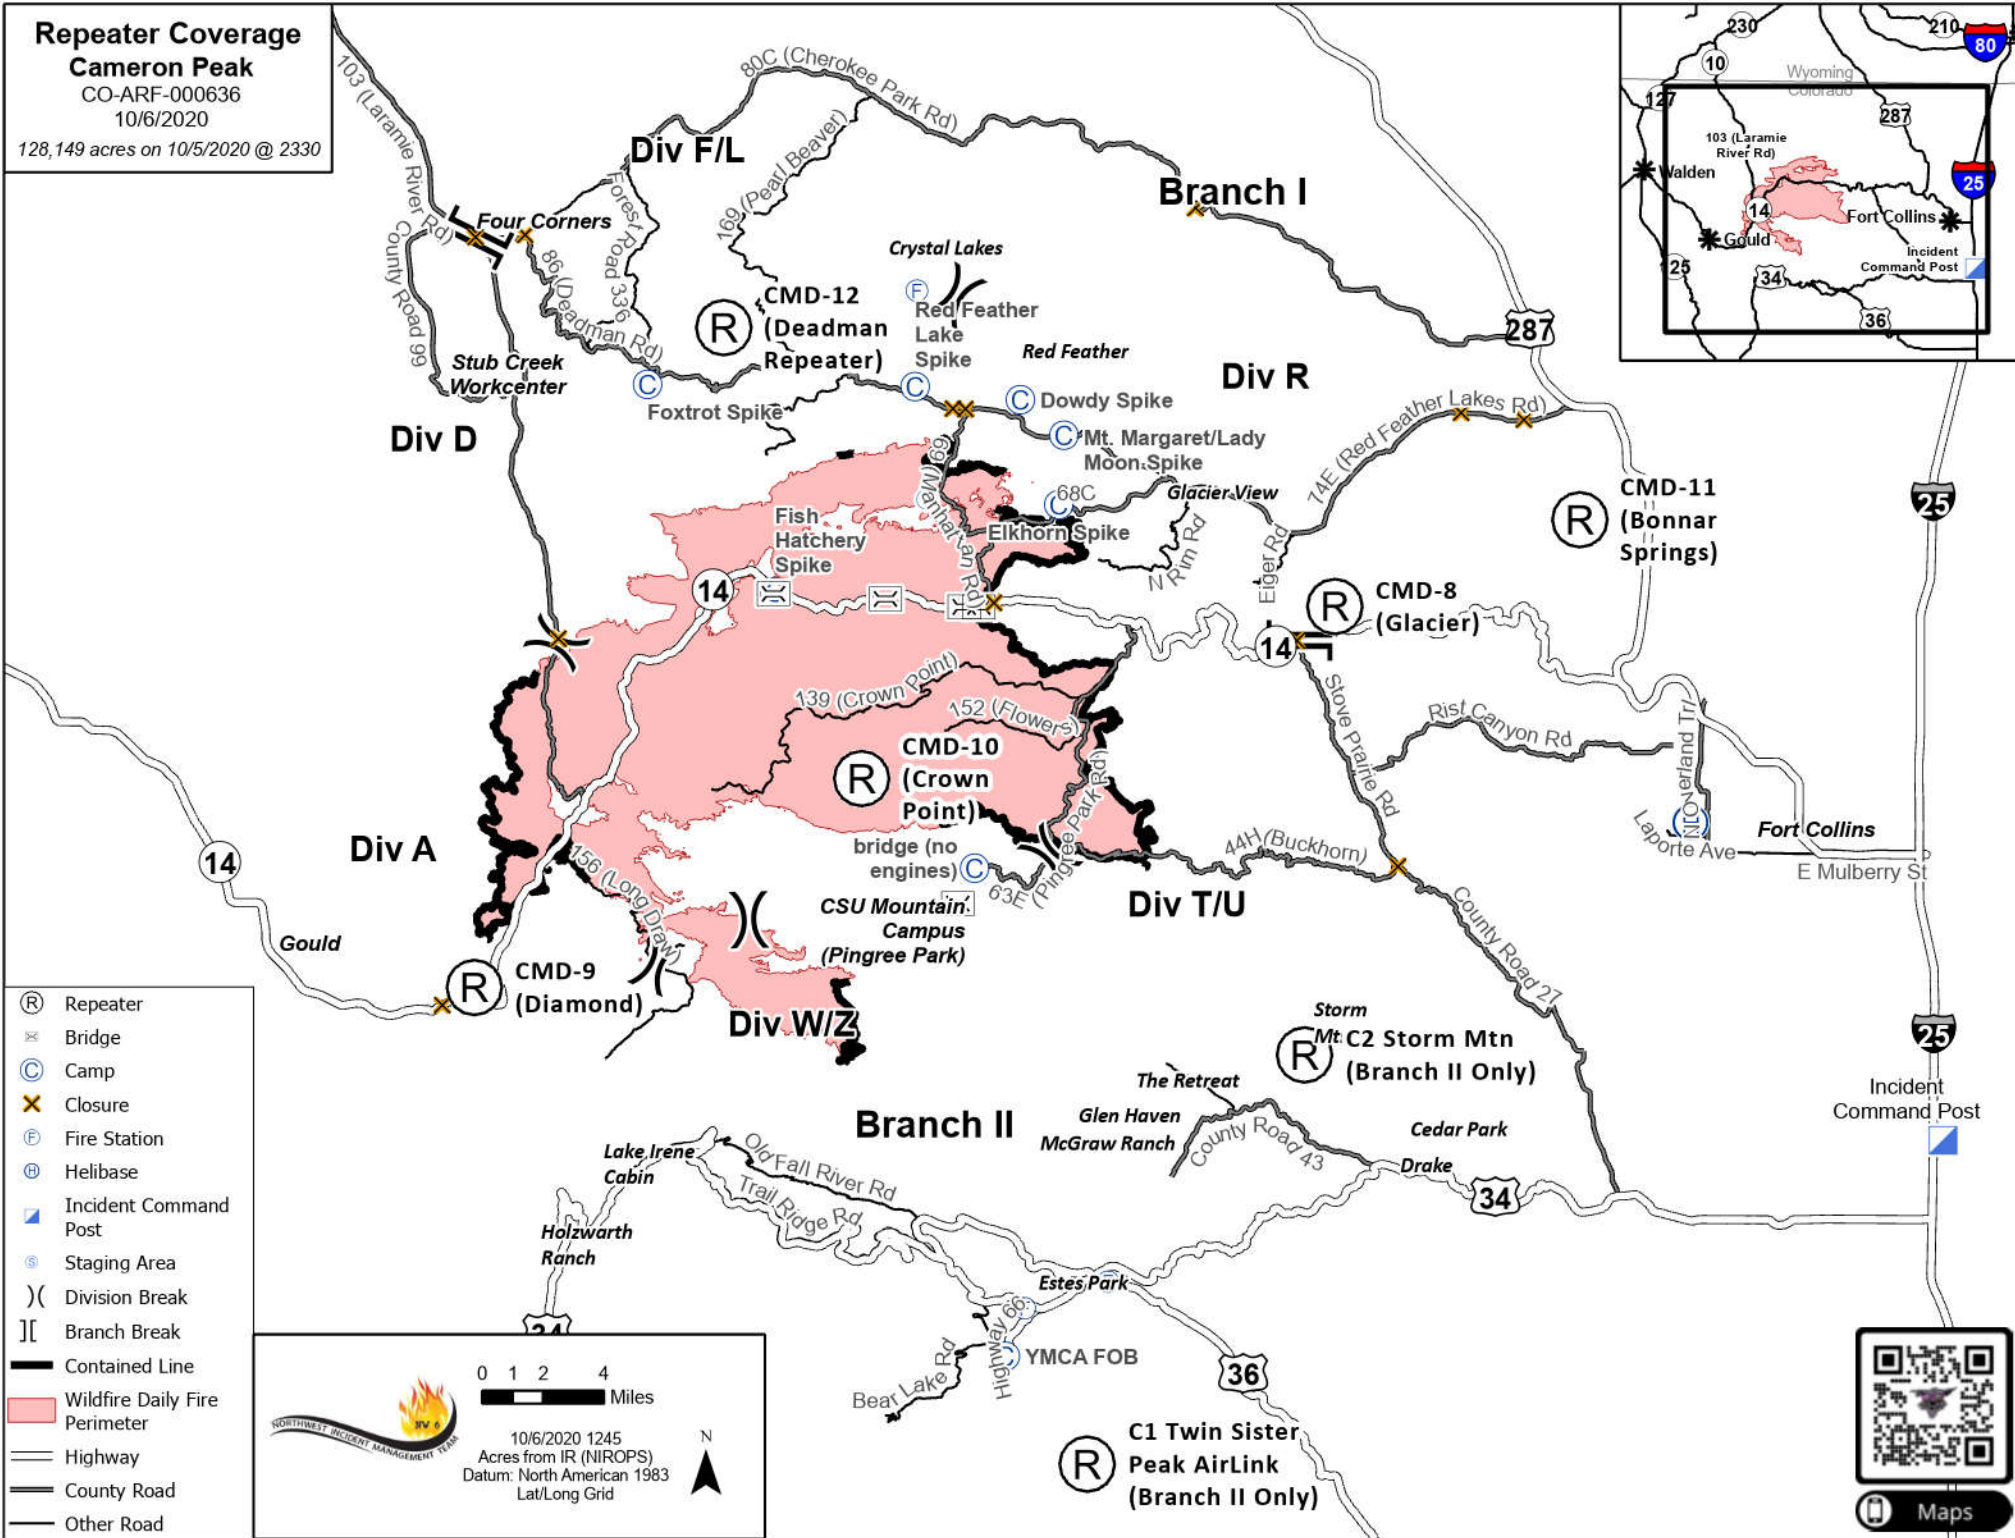 Repeater Coverage
Cameron Peak
CO-ARF-000636
10/6/2020
128,149 acres on 10/5/2020 @ 2330
103 (Laramie River Rd)
80C (Cherokee Park Rd)
Div F/L
Branch I
169 (Pearl Beaver)
Forest Road 336
Four Corners
County Road 99
86 (Deadman Rd)
Crystal Lakes
F
Red Feather
Lake
Spike
R
CMD-12
(Deadman
Repeater)
Red Feather
Stub Creek
Workcenter
C
Foxtrot Spike
C
C
Dowdy Spike
C
Mt. Margaret/Lady
Moon Spike
Div R
287
74E (Red Feather Lakes Rd)
Div D
69 (Manhattan Rd)
C
68C
Glacier View
R
CMD-11
(Bonnar
Springs)
25
Fish
Hatchery
Spike
Elkhorn Spike
N Rim Rd
Eiger Rd
14
R
CMD-8
(Glacier)
14
139 (Crown Point)
152 (Flowers)
Stove Prairie Rd
Rist Canyon Rd
N Overland Trl
R
CMD-10
(Crown
Point)
Pingree Park Rd)
Div A
14
156 (Long Draw)
bridge (no
engines)
C
63E (Pingree
44H (Buckhorn)
Laporte Ave
Fort Collins
E Mulberry St
CSU Mountain
Campus
(Pingree Park)
Div T/U
County Road 27
Gould
R
CMD-9
(Diamond)
Div W/Z
Storm
Mt
R
C2 Storm Mtn
(Branch II Only)
25
Incident
Command Post
The Retreat
Glen Haven
McGraw Ranch
County Road 43
Cedar Park
Drake
34
Branch II
Lake Irene
Cabin
Old Fall River Rd
Trail Ridge Rd
Holzwarth
Ranch
34
Estes Park
Highway 66
C
YMCA FOB
Bear Lake Rd
36
R
C1 Twin Sister
Peak AirLink
(Branch II Only)
230
210
80
10
Wyoming
Colorado
127
287
103 (Laramie
River Rd)
Walden
25
14
Fort Collins
Gould
Incident
Command Post
125
34
36
R Repeater
Bridge
C Camp
Closure
F Fire Station
H Helibase
Incident Command
Post
S Staging Area
Division Break
Branch Break
Contained Line
Wildfire Daily Fire
Perimeter
Highway
County Road
Other Road
NW 6
NORTHWEST INCIDENT MANAGEMENT TEAM
0 1 2 4
Miles
10/6/2020 1245
Acres from IR (NIROPS)
Datum: North American 1983
Lat/Long Grid
N
Maps